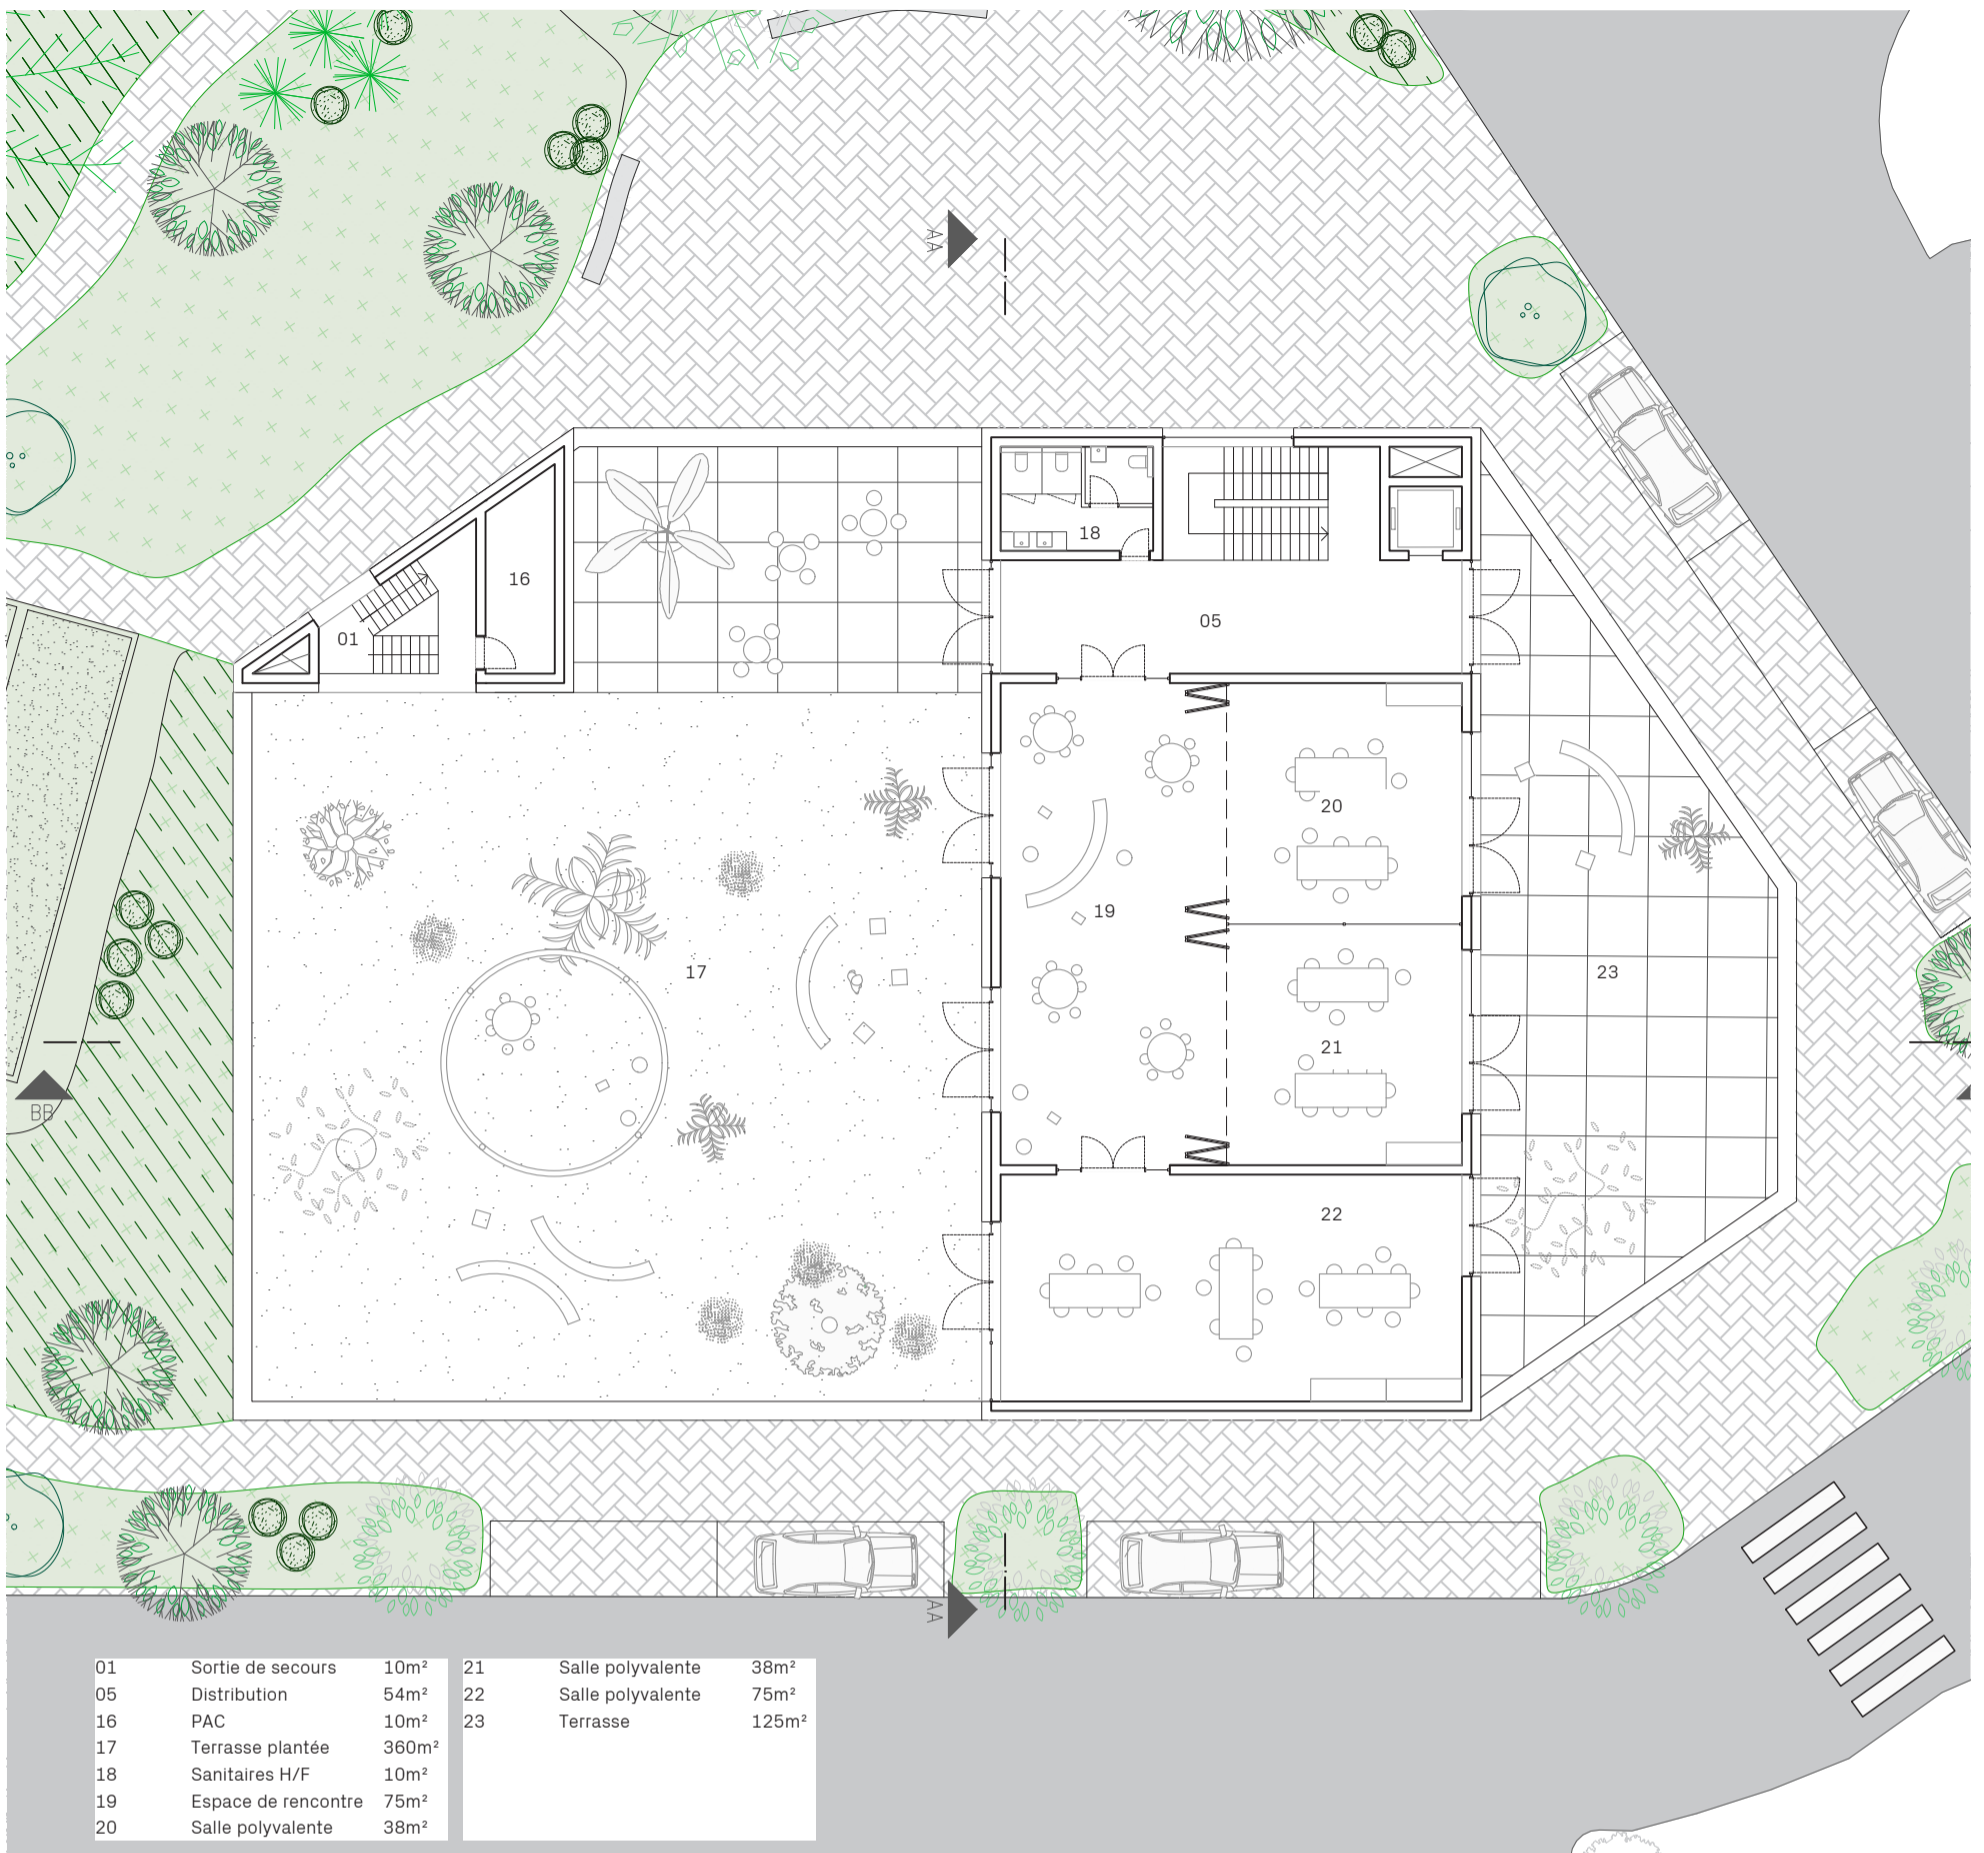 AA
18
16
05
01
20
19
17
23
21
BB
22
AA
01 Sortie de secours 10m²
05 Distribution 54m²
16 PAC 10m²
17 Terrasse plantée 360m²
18 Sanitaires H/F 10m²
19 Espace de rencontre 75m²
20 Salle polyvalente 38m²
21 Salle polyvalente 38m²
22 Salle polyvalente 75m²
23 Terrasse 125m²